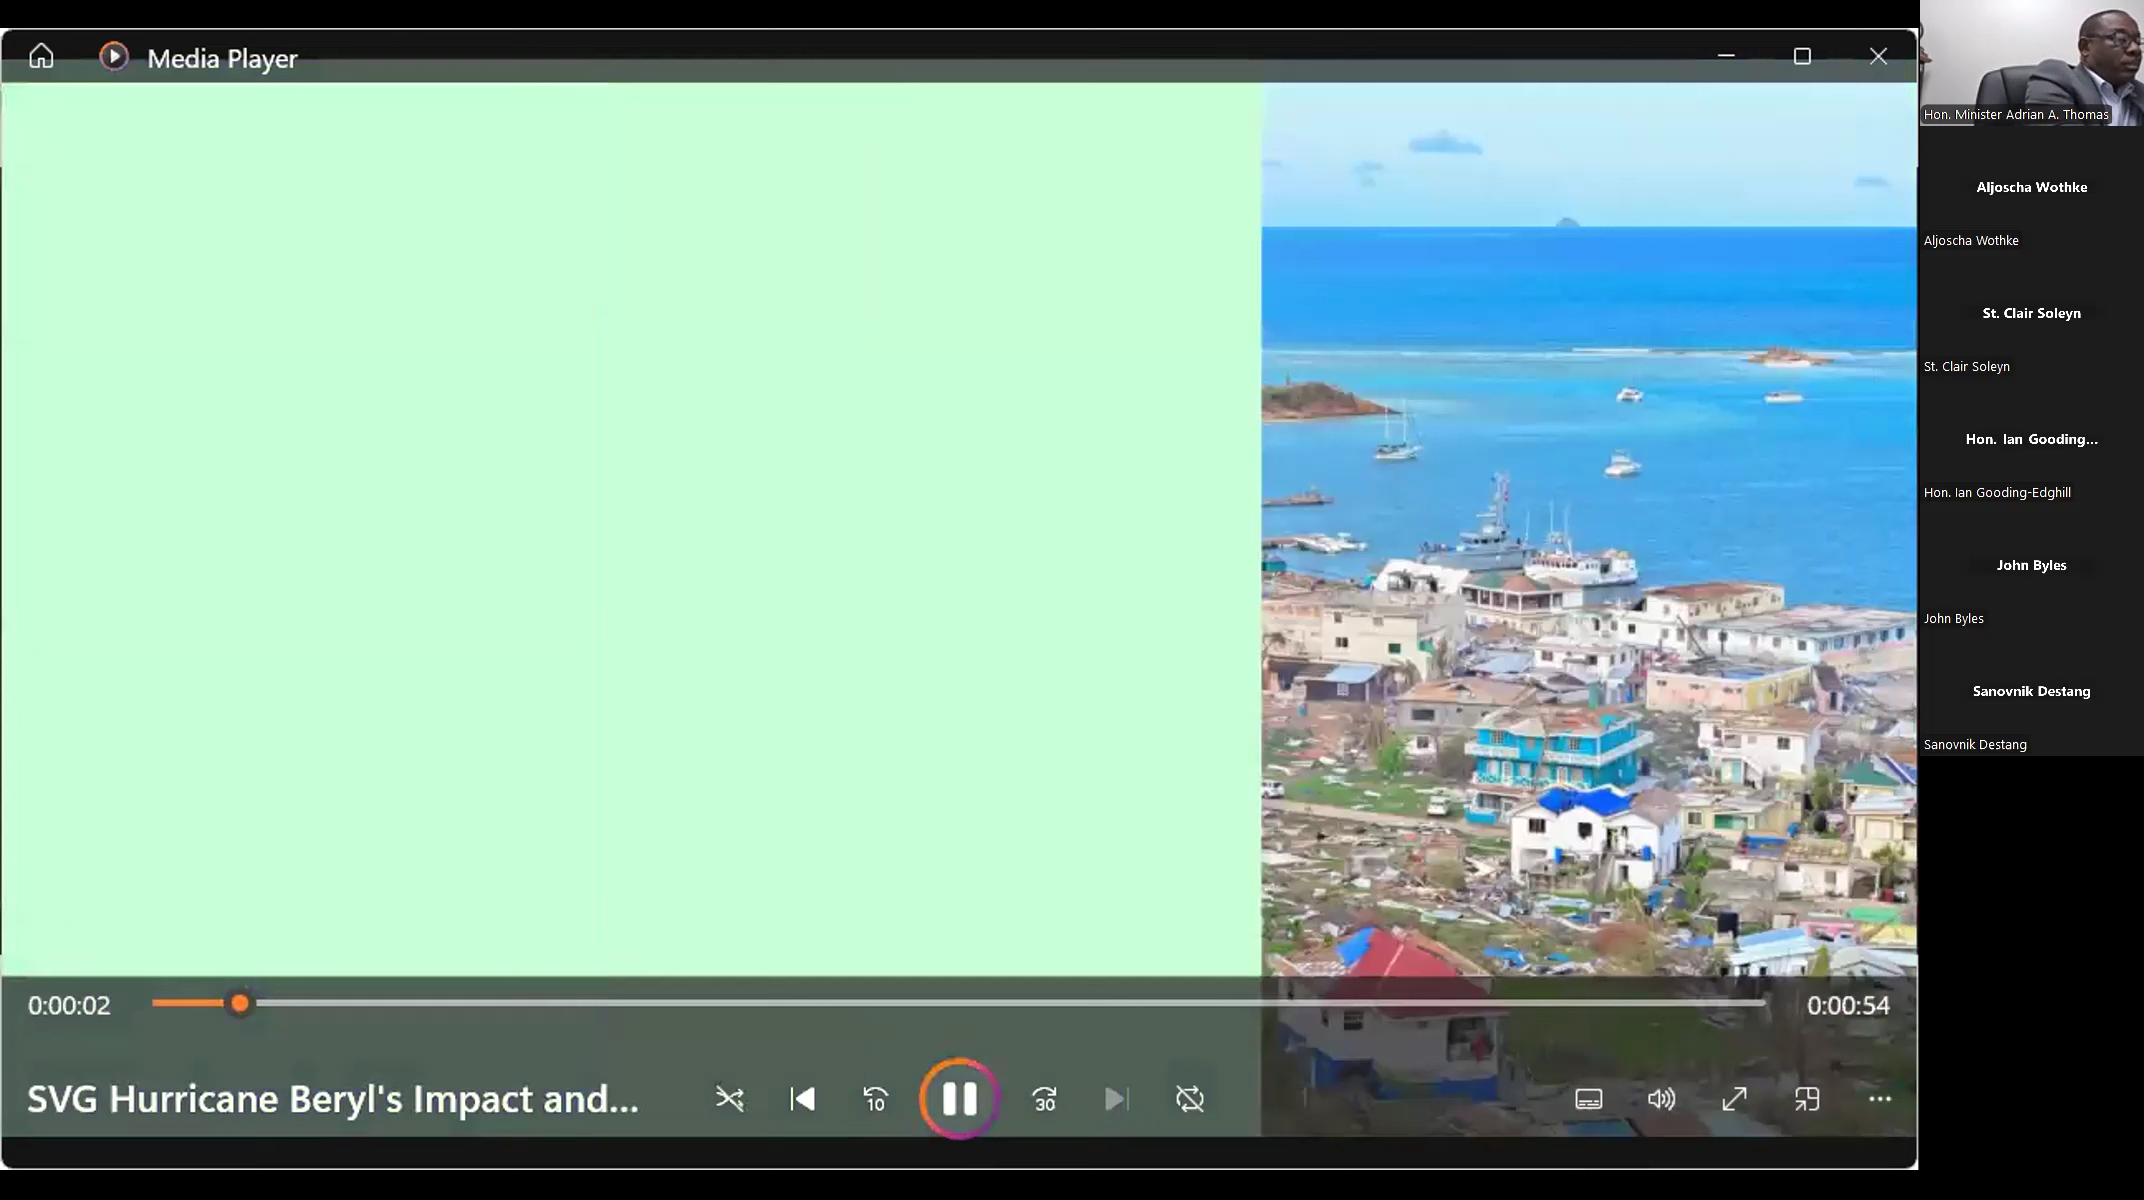 Media Player
Hon. Minister Adrian A. Thomas
Aljoscha Wothke
Aljoscha Wothke
St. Clair Soleyn
St. Clair Soleyn
Hon. Ian Gooding...
Hon. Ian Gooding-Edghill
John Byles
John Byles
Sanovnik Destang
Sanovnik Destang
0:00:02
0:00:54
SVG Hurricane Beryl's Impact and...
10
30